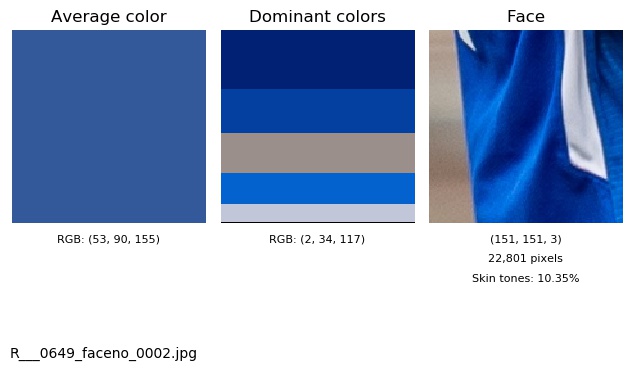 Average color
Dominant colors
Face
RGB: (53, 90, 155)
RGB: (2, 34, 117)
(151, 151, 3)
22,801 pixels
Skin tones: 10.35%
R___0649_faceno_0002.jpg